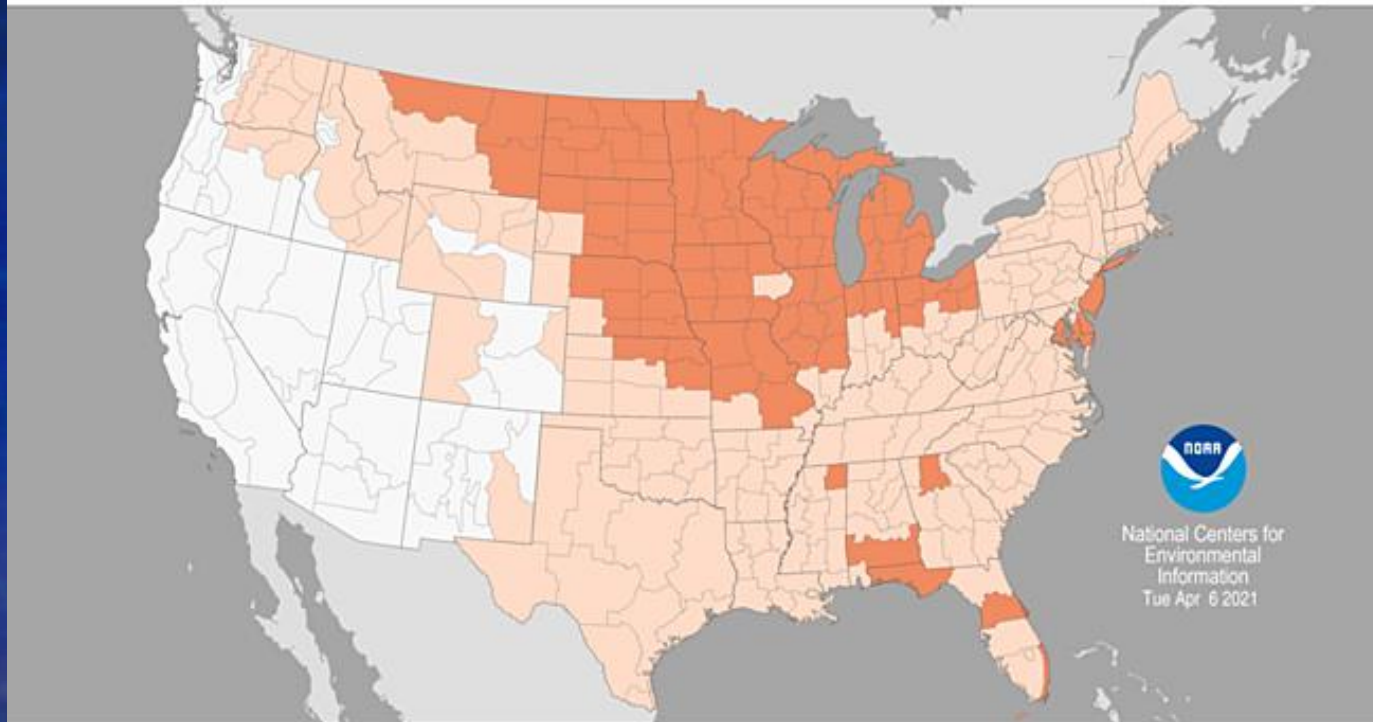 NOAA
National Centers for
Environmental
Information
Tue Apr 6 2021